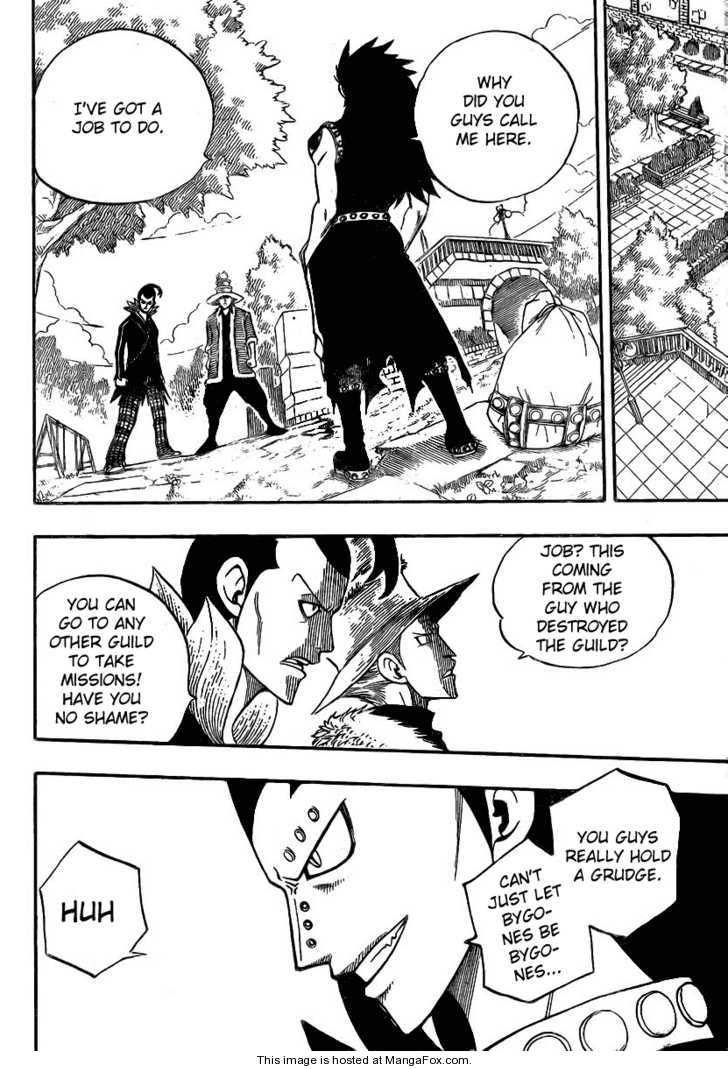 WHY
DID YOU
GUYS CALL
ME HERE.
I'VE GOT A
JOB TO DO.
JOB? THIS
COMING
FROM THE
GUY WHO
DESTROYED
THE GUILD?
YOU CAN
GO TO ANY
OTHER GUILD
TO TAKE
MISSIONS!
HAVE YOU
NO SHAME?
YOU GUYS
REALLY HOLD
A GRUDGE.
CAN'T
JUST LET
BYGO-
NES BE
BYGO-
NES...
HUH
This image is hosted at MangaFox.com.